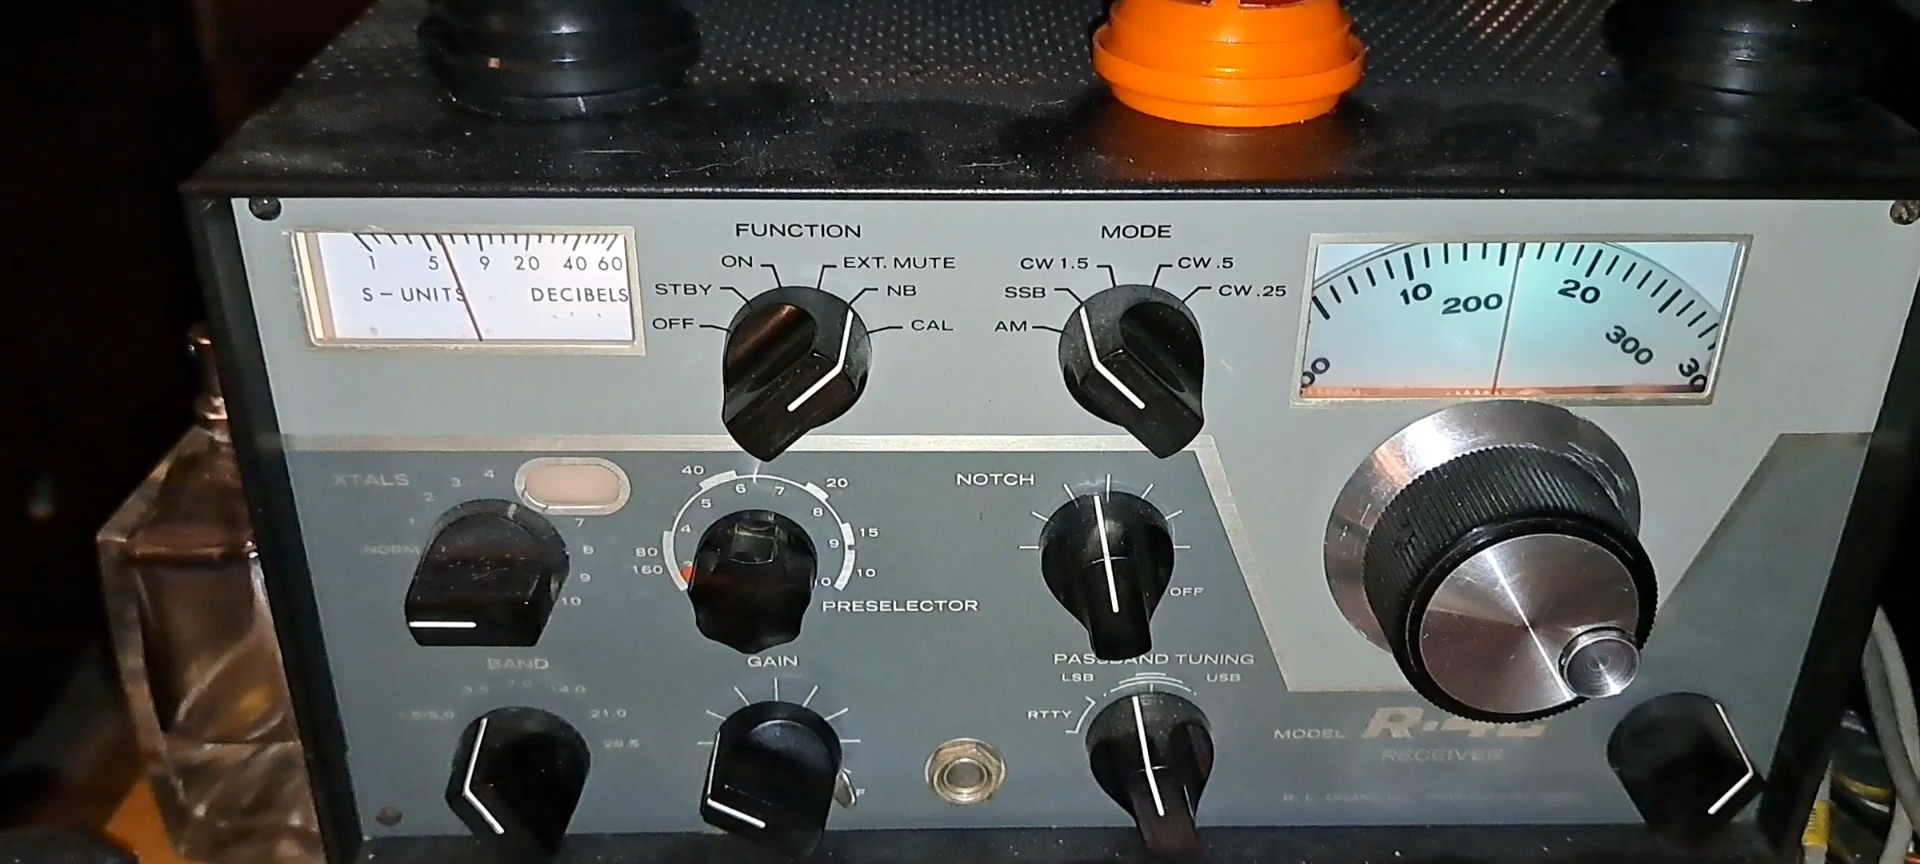 FUNCTION
MODE
ON
EXT. MUTE
STBY
NB
OFF
CAL
CW 1.5
CW .5
SSB
CW .25
AM
1 5 9 20 40 60
S-UNITS DECIBELS
10 20
200
300
30
XTALS
1 2 3 4
7
8
9
10
NORM
40
20
80
160
15
10
4 5 6 7 8 9
PRESELECTOR
NOTCH
OFF
BAND
3.5 7.0 14.0
21.0
28.5
GAIN
PASSBAND TUNING
LSB USB
RTTY
MODEL R-4C
RECEIVER